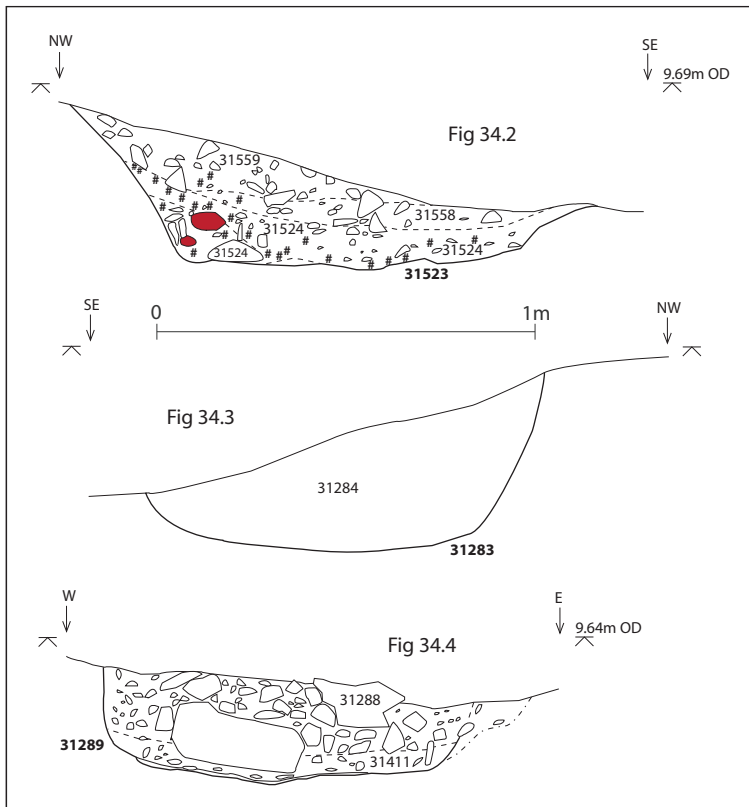 NW SE
9.69m OD
Fig 34.2
31559
31558
31524
31524
31524
31523
SE 0 1m NW
Fig 34.3
31284
31283
W E
9.64m OD
Fig 34.4
31288
31289
31411